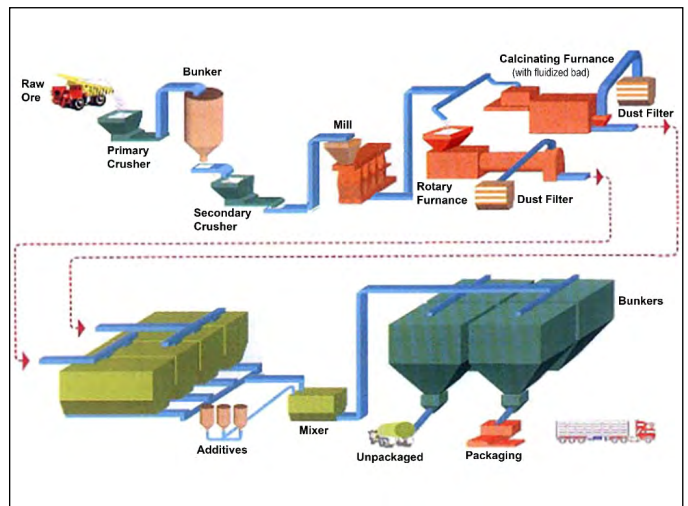 Raw
Ore
Bunker
Primary
Crusher
Secondary
Crusher
Mill
Calcinating Furnance
(with fluidized bad)
Dust Filter
Rotary
Furnance
Dust Filter
Bunkers
Additives
Mixer
Unpackaged
Packaging